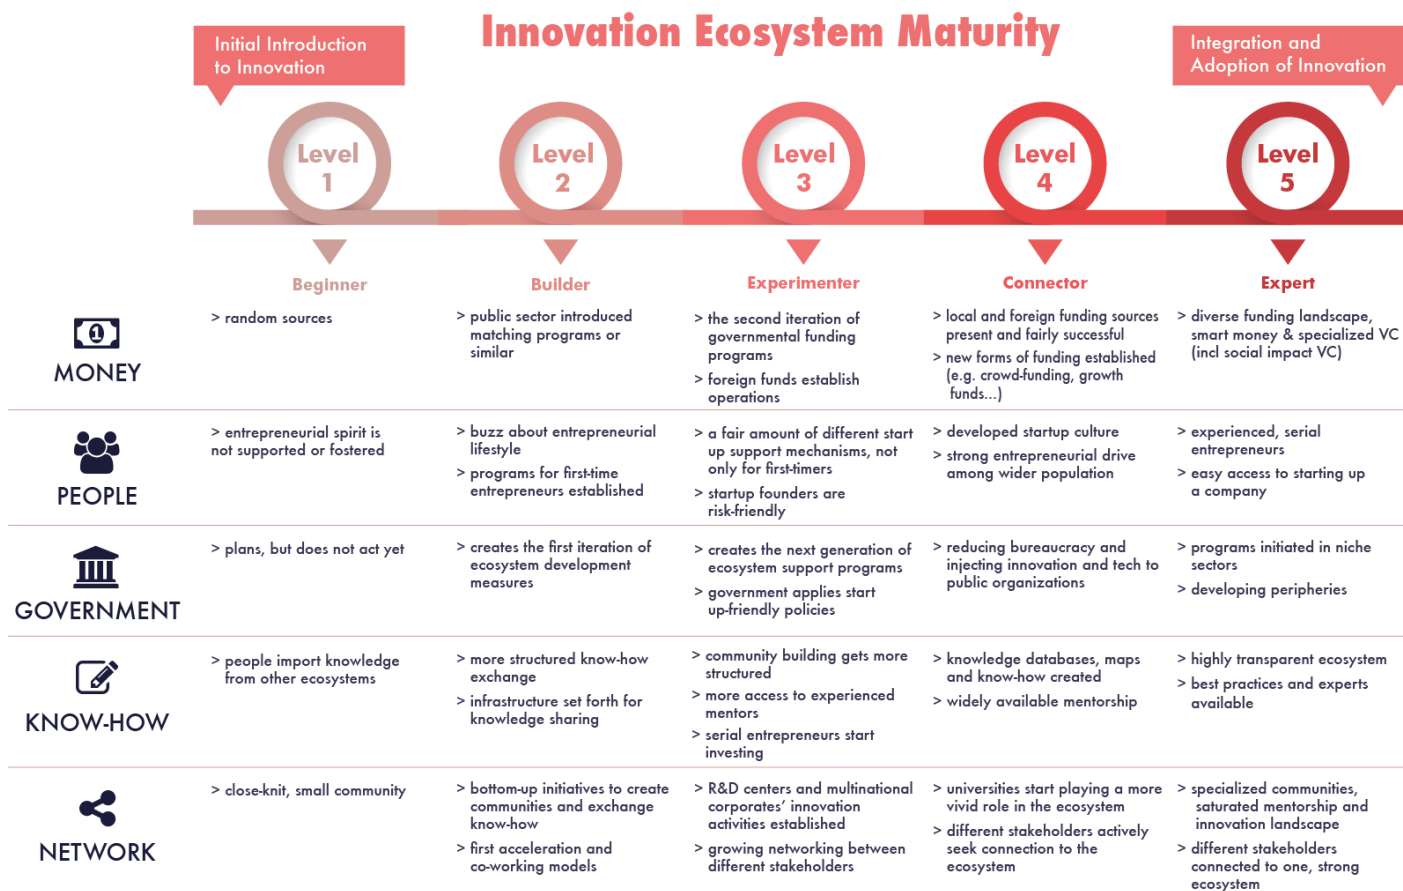 Innovation Ecosystem Maturity
Initial Introduction
to Innovation
Integration and
Adoption of Innovation
Level
1
Level
2
Level
3
Level
4
Level
5
Beginner
Builder
Experimenter
Connector
Expert
1
MONEY
> random sources
> public sector introduced
matching programs or
similar
> the second iteration of
governmental funding
programs
> foreign funds establish
operations
> local and foreign funding sources
present and fairly successful
> new forms of funding established
(e.g. crowd-funding, growth
funds...)
> diverse funding landscape,
smart money & specialized VC
(incl social impact VC)
PEOPLE
> entrepreneurial spirit is
not supported or fostered
> buzz about entrepreneurial
lifestyle
> programs for first-time
entrepreneurs established
> a fair amount of different start
up support mechanisms, not
only for first-timers
> startup founders are
risk-friendly
> developed startup culture
> strong entrepreneurial drive
among wider population
> experienced, serial
entrepreneurs
> easy access to starting up
a company
GOVERNMENT
> plans, but does not act yet
> creates the first iteration of
ecosystem development
measures
> creates the next generation of
ecosystem support programs
> government applies start
up-friendly policies
> reducing bureaucracy and
injecting innovation and tech to
public organizations
> programs initiated in niche
sectors
> developing peripheries
KNOW-HOW
> people import knowledge
from other ecosystems
> more structured know-how
exchange
> infrastructure set forth for
knowledge sharing
> community building gets more
structured
> more access to experienced
mentors
> serial entrepreneurs start
investing
> knowledge databases, maps
and know-how created
> widely available mentorship
> highly transparent ecosystem
> best practices and experts
available
NETWORK
> close-knit, small community
> bottom-up initiatives to create
communities and exchange
know-how
> first acceleration and
co-working models
> R&D centers and multinational
corporates' innovation
activities established
> growing networking between
different stakeholders
> universities start playing a more
vivid role in the ecosystem
> different stakeholders actively
seek connection to the
ecosystem
> specialized communities,
saturated mentorship and
innovation landscape
> different stakeholders
connected to one, strong
ecosystem